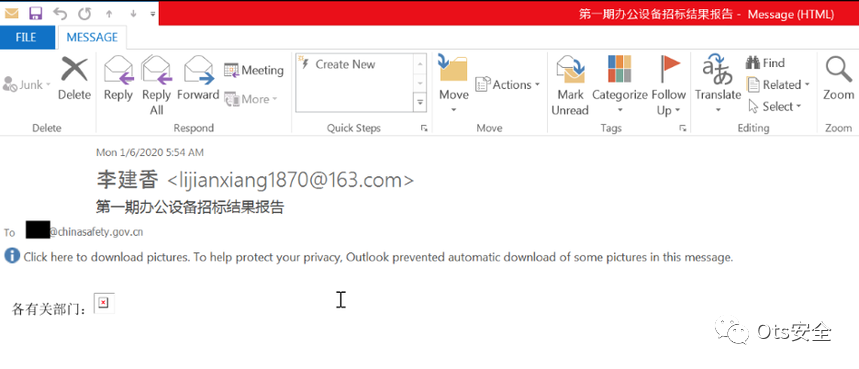 第一期办公设备招标结果报告 - Message (HTML)
FILE MESSAGE
Junk
Delete
Reply
Reply All
Forward
Meeting
More
Create New
Move
Actions
Mark Unread
Categorize
Follow Up
Translate
Find
Related
Select
Zoom
Delete Respond Quick Steps Move Tags Editing Zoom
Mon 1/6/2020 5:54 AM
李建香 <lijianxiang1870@163.com>
第一期办公设备招标结果报告
To @chinasafety.gov.cn
Click here to download pictures. To help protect your privacy, Outlook prevented automatic download of some pictures in this message.
各有关部门：
Ots安全